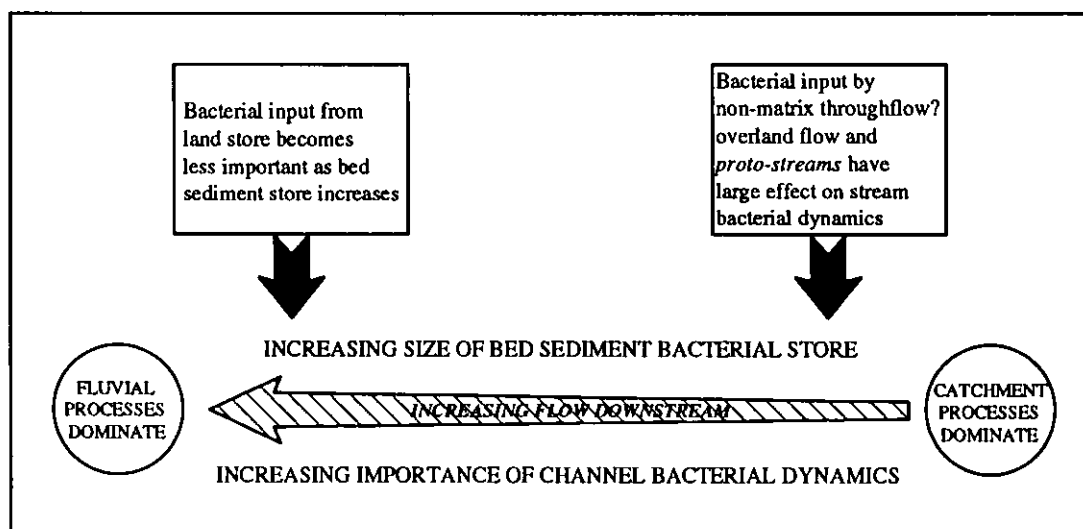 Bacterial input from
land store becomes
less important as bed
sediment store increases
Bacterial input by
non-matrix throughflow?
overland flow and
proto-streams have
large effect on stream
bacterial dynamics
INCREASING SIZE OF BED SEDIMENT BACTERIAL STORE
FLUVIAL
PROCESSES
DOMINATE
INCREASING FLOW DOWNSTREAM
CATCHMENT
PROCESSES
DOMINATE
INCREASING IMPORTANCE OF CHANNEL BACTERIAL DYNAMICS